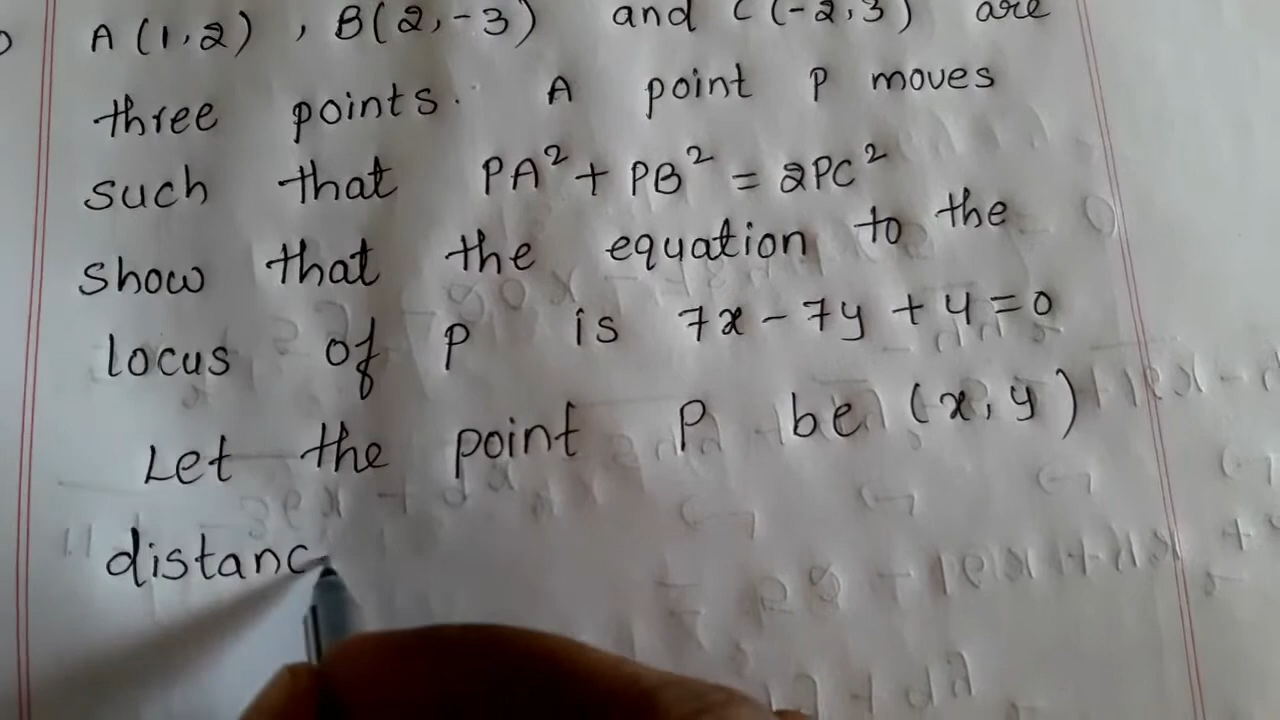 A (1,2) , B(2,-3) and C (-2,3) are
three points. A point P moves
such that PA² + PB² = 2PC²
show that the equation to the
locus of P is 7x - 7y + 4 = 0
Let the point P be (x, y)
distanc